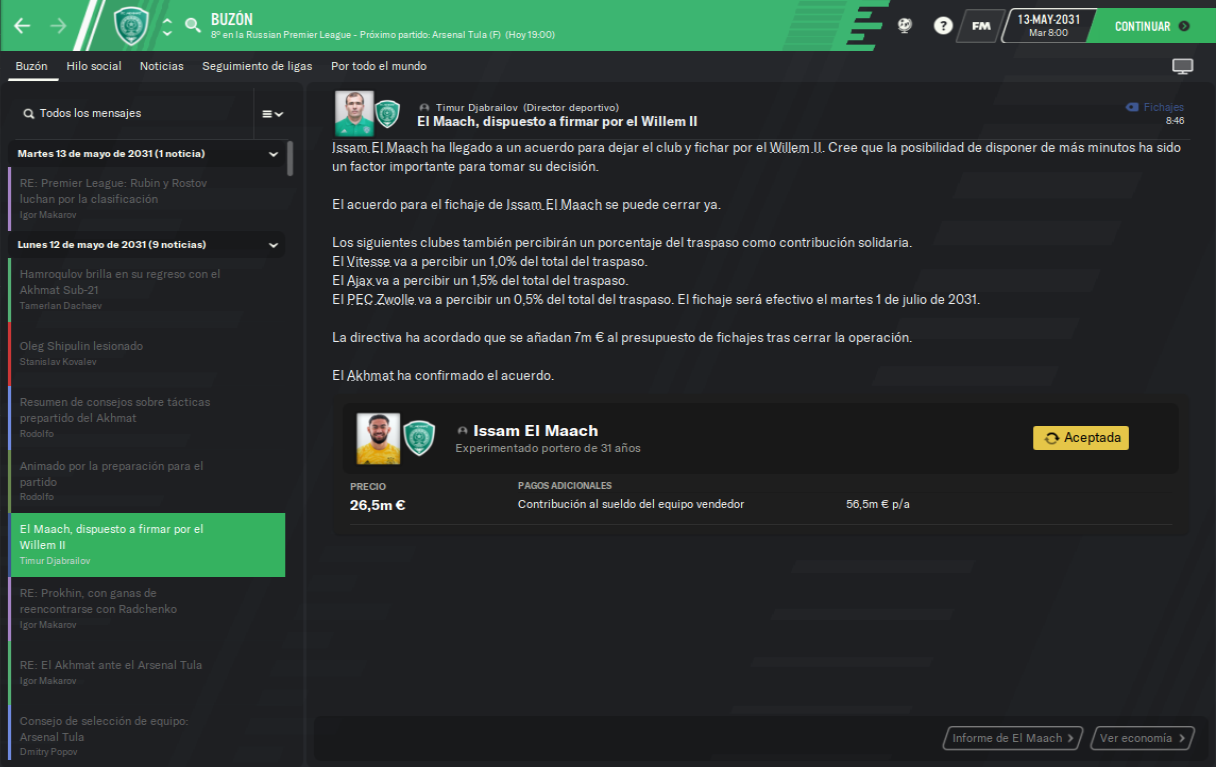 BUZÓN
8º en la Russian Premier League - Próximo partido: Arsenal Tula (F) (Hoy 19:00)
?
FM
13-MAY-2031
Mar 8:00
CONTINUAR
Buzón
Hilo social
Noticias
Seguimiento de ligas
Por todo el mundo
Todos los mensajes
Martes 13 de mayo de 2031 (1 noticia)
RE: Premier League: Rubin y Rostov
luchan por la clasificación
Igor Makarov
Lunes 12 de mayo de 2031 (9 noticias)
Hamroqulov brilla en su regreso con el
Akhmat Sub-21
Tamerlan Dachaev
Oleg Shipulin lesionado
Stanislav Kovalev
Resumen de consejos sobre tácticas
prepartido del Akhmat
Rodolfo
Animado por la preparación para el
partido
Rodolfo
El Maach, dispuesto a firmar por el
Willem II
Timur Djabrailov
RE: Prokhin, con ganas de
reencontrarse con Radchenko
Igor Makarov
RE: El Akhmat ante el Arsenal Tula
Igor Makarov
Consejo de selección de equipo:
Arsenal Tula
Dmitry Popov
Timur Djabrailov (Director deportivo)
El Maach, dispuesto a firmar por el Willem II
Fichajes
8:46
Issam El Maach ha llegado a un acuerdo para dejar el club y fichar por el Willem II. Cree que la posibilidad de disponer de más minutos ha sido
un factor importante para tomar su decisión.
El acuerdo para el fichaje de Issam El Maach se puede cerrar ya.
Los siguientes clubes también percibirán un porcentaje del traspaso como contribución solidaria.
El Vitesse va a percibir un 1,0% del total del traspaso.
El Ajax va a percibir un 1,5% del total del traspaso.
El PEC Zwolle va a percibir un 0,5% del total del traspaso. El fichaje será efectivo el martes 1 de julio de 2031.
La directiva ha acordado que se añadan 7m € al presupuesto de fichajes tras cerrar la operación.
El Akhmat ha confirmado el acuerdo.
Issam El Maach
Experimentado portero de 31 años
Aceptada
PRECIO
26,5m €
PAGOS ADICIONALES
Contribución al sueldo del equipo vendedor
56,5m € p/a
Informe de El Maach
Ver economía